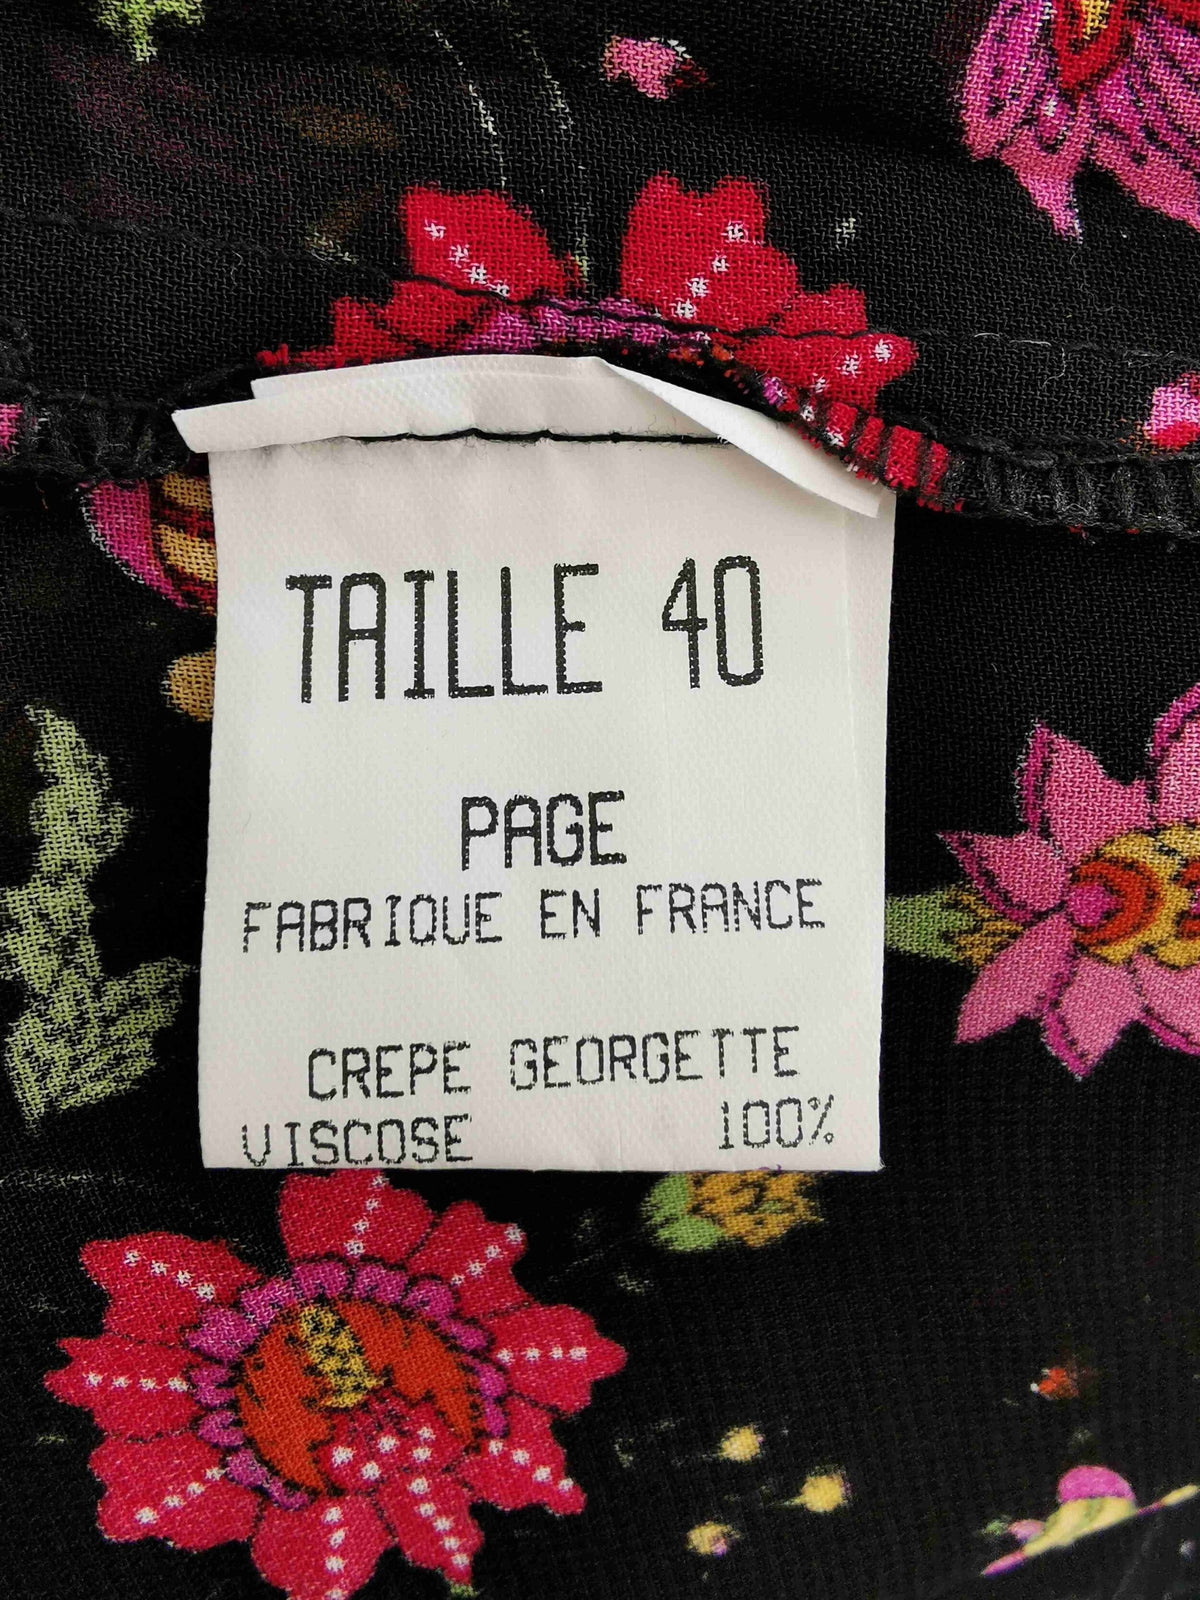 TAILLE 40
PAGE
FABRIQUE EN FRANCE
CREPE GEORGETTE
VISCOSE 100%